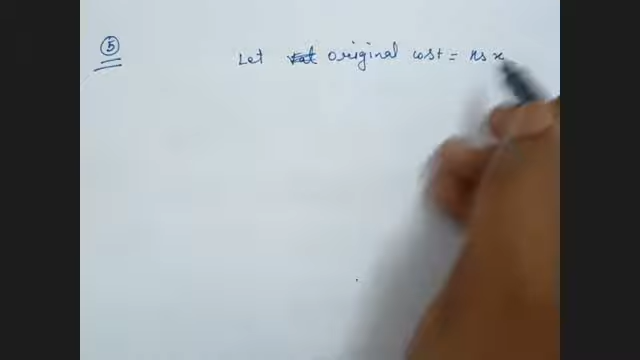 5
Let original cost = rs x